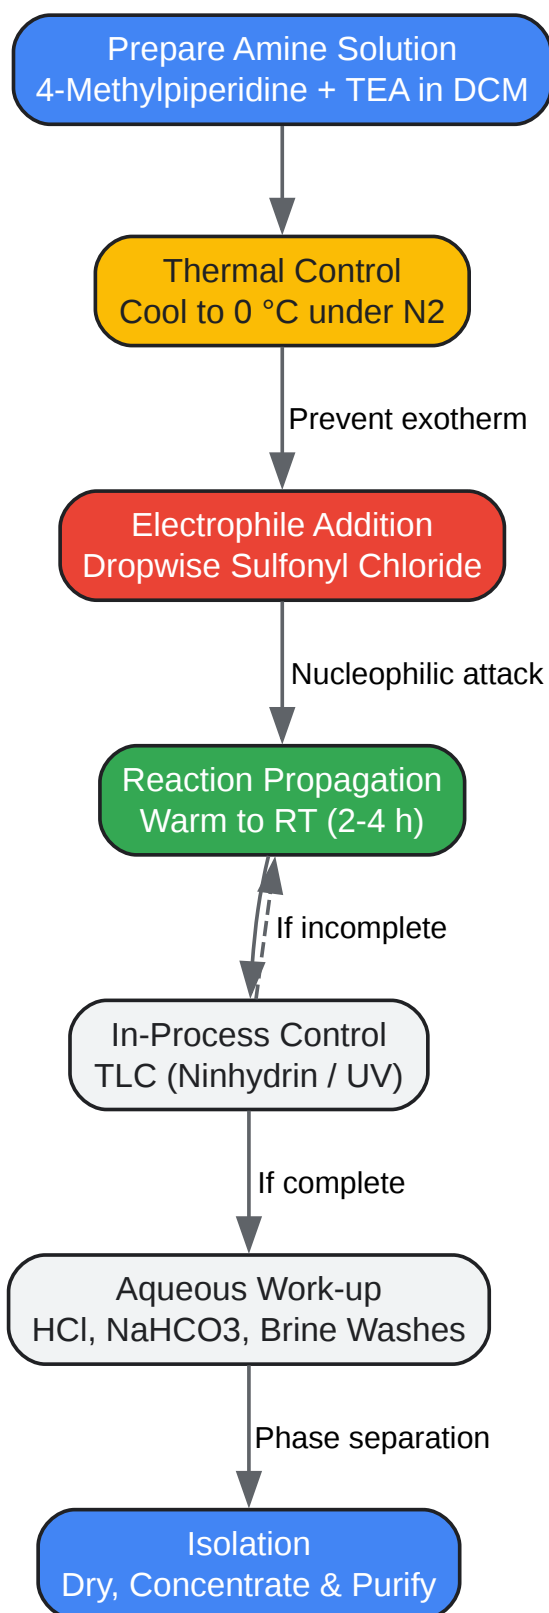 Prepare Amine Solution
4-Methylpiperidine + TEA in DCM
Thermal Control
Cool to 0 °C under N2
Prevent exotherm
Electrophile Addition
Dropwise Sulfonyl Chloride
Nucleophilic attack
Reaction Propagation
Warm to RT (2-4 h)
If incomplete
In-Process Control
TLC (Ninhydrin / UV)
If complete
Aqueous Work-up
HCl, NaHCO3, Brine Washes
Phase separation
Isolation
Dry, Concentrate & Purify